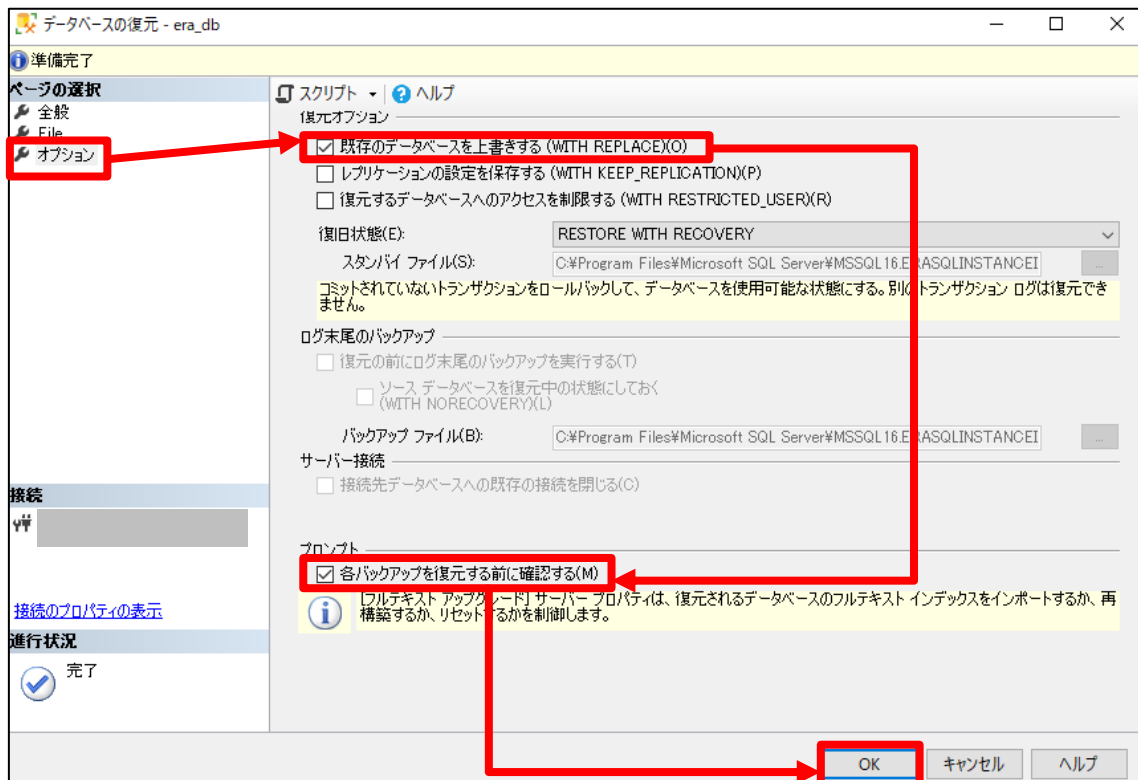 データベースの復元 - era_db
準備完了
ページの選択
全般
File
オプション
スクリプト
ヘルプ
復元オプション
既存のデータベースを上書きする (WITH REPLACE)(O)
レプリケーションの設定を保存する (WITH KEEP_REPLICATION)(P)
復元するデータベースへのアクセスを制限する (WITH RESTRICTED_USER)(R)
復旧状態(E):
RESTORE WITH RECOVERY
スタンバイ ファイル(S):
C:¥Program Files¥Microsoft SQL Server¥MSSQL16.ERASQLINSTANCE
...
コミットされていないトランザクションをロールバックして、データベースを使用可能な状態にする。別のトランザクション ログは復元でき
ません。
ログ末尾のバックアップ
復元の前にログ末尾のバックアップを実行する(T)
ソース データベースを復元中の状態にしておく
(WITH NORECOVERY)(L)
バックアップ ファイル(B):
C:¥Program Files¥Microsoft SQL Server¥MSSQL16.ERASQLINSTANCE
...
サーバー接続
接続先データベースへの既存の接続を閉じる(C)
接続
接続のプロパティの表示
プロンプト
各バックアップを復元する前に確認する(M)
[フルテキスト アップグレード] サーバー プロパティは、復元されるデータベースのフルテキスト インデックスをインポートするか、再
構築するか、リセットするかを制御します。
進行状況
完了
OK
キャンセル
ヘルプ